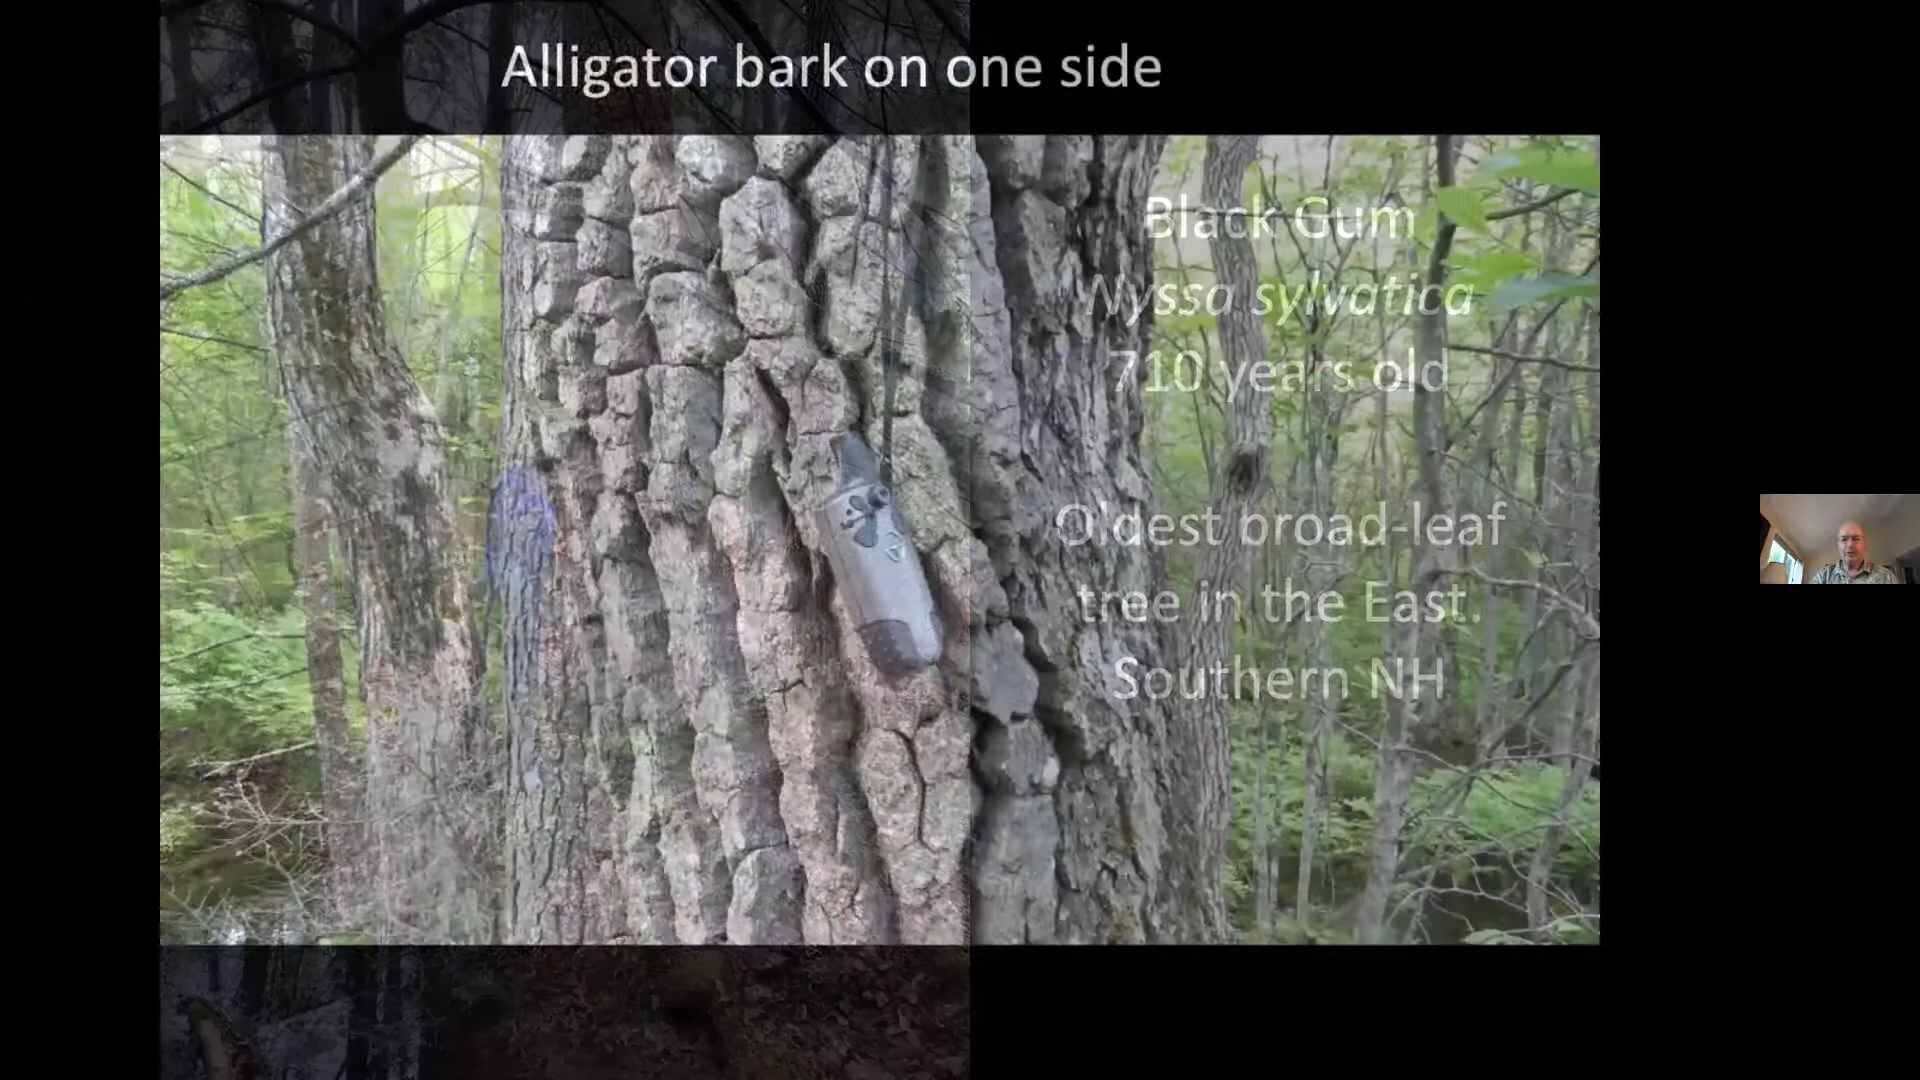 Alligator bark on one side
Black Gum
Nyssa sylvatica
710 years old
Oldest broad-leaf
tree in the East.
Southern NH